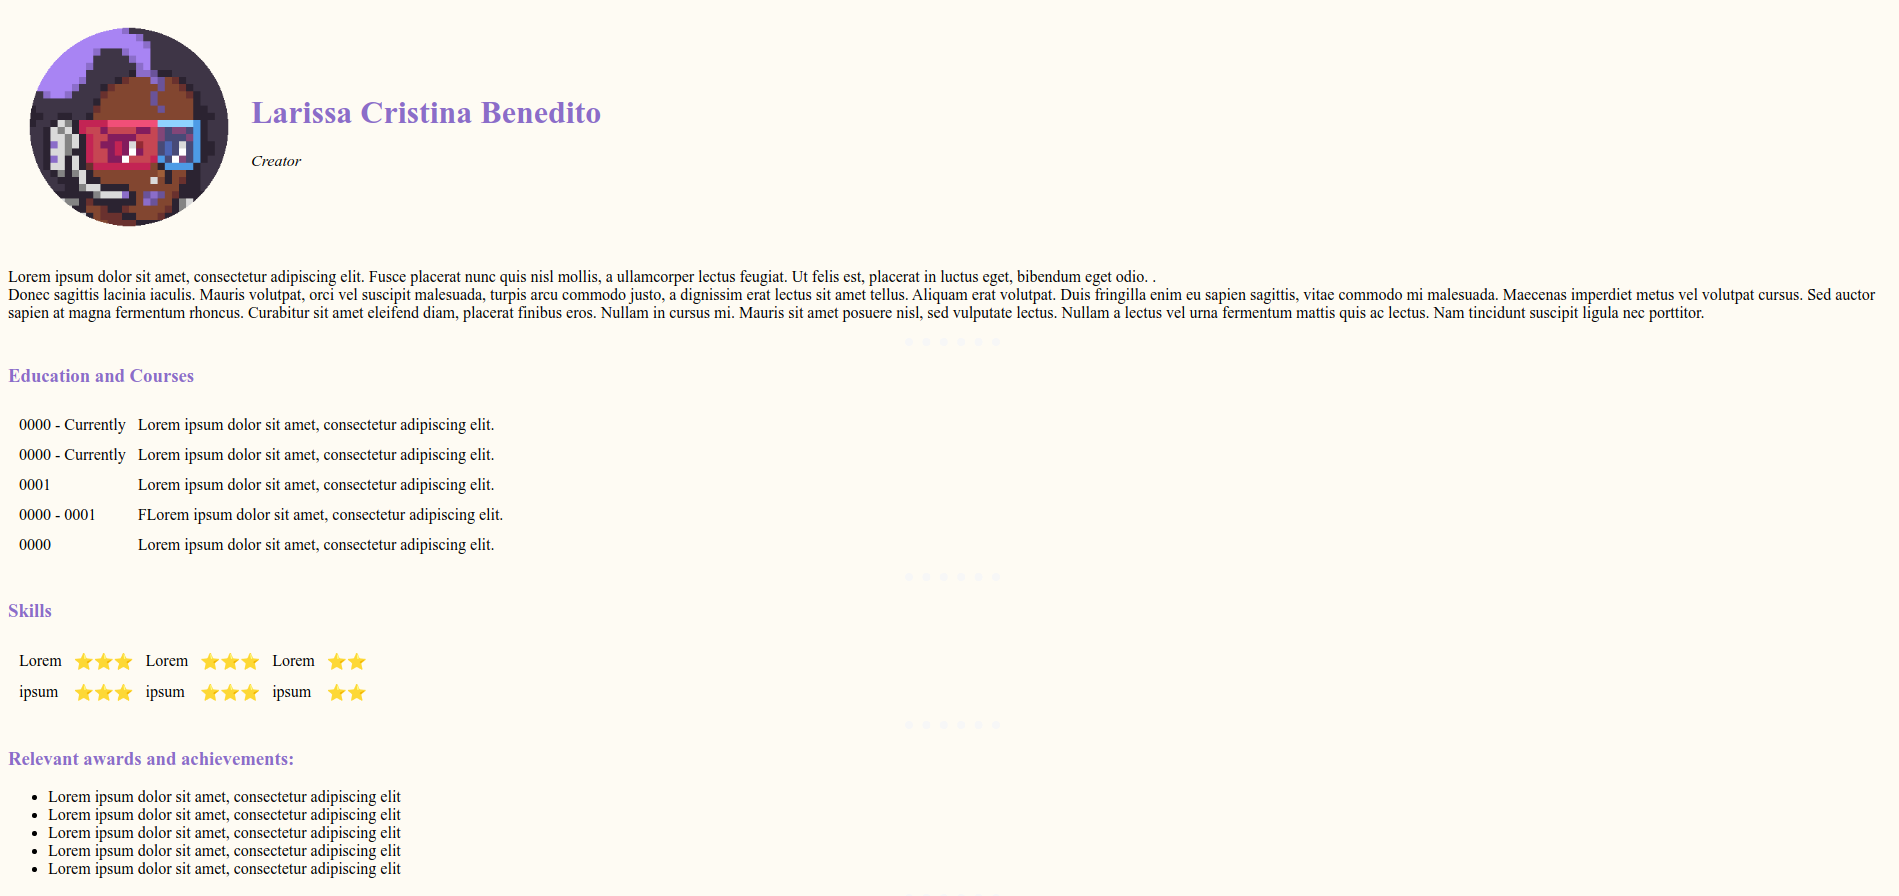 Larissa Cristina Benedito
Creator
Lorem ipsum dolor sit amet, consectetur adipiscing elit. Fusce placerat nunc quis nisl mollis, a ullamcorper lectus feugiat. Ut felis est, placerat in luctus eget, bibendum eget odio. .
Donec sagittis lacinia iaculis. Mauris volutpat, orci vel suscipit malesuada, turpis arcu commodo justo, a dignissim erat lectus sit amet tellus. Aliquam erat volutpat. Duis fringilla enim eu sapien sagittis, vitae commodo mi malesuada. Maecenas imperdiet metus vel volutpat cursus. Sed auctor
sapien at magna fermentum rhoncus. Curabitur sit amet eleifend diam, placerat finibus eros. Nullam in cursus mi. Mauris sit amet posuere nisl, sed vulputate lectus. Nullam a lectus vel urna fermentum mattis quis ac lectus. Nam tincidunt suscipit ligula nec porttitor.
Education and Courses
0000 - Currently Lorem ipsum dolor sit amet, consectetur adipiscing elit.
0000 - Currently Lorem ipsum dolor sit amet, consectetur adipiscing elit.
0001 Lorem ipsum dolor sit amet, consectetur adipiscing elit.
0000 - 0001 FLorem ipsum dolor sit amet, consectetur adipiscing elit.
0000 Lorem ipsum dolor sit amet, consectetur adipiscing elit.
Skills
Lorem ⭐⭐⭐ Lorem ⭐⭐⭐ Lorem ⭐⭐
ipsum ⭐⭐⭐ ipsum ⭐⭐⭐ ipsum ⭐⭐
Relevant awards and achievements:
• Lorem ipsum dolor sit amet, consectetur adipiscing elit
• Lorem ipsum dolor sit amet, consectetur adipiscing elit
• Lorem ipsum dolor sit amet, consectetur adipiscing elit
• Lorem ipsum dolor sit amet, consectetur adipiscing elit
• Lorem ipsum dolor sit amet, consectetur adipiscing elit